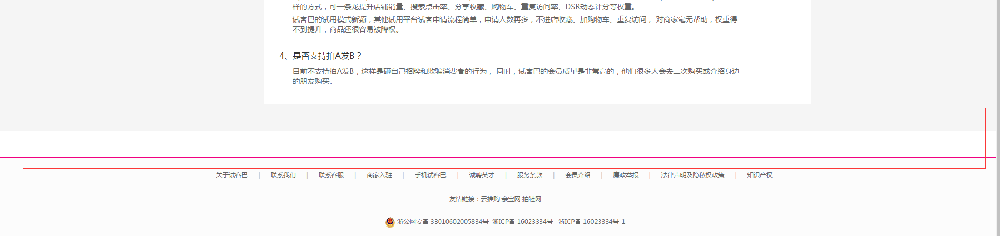 样的方式，可一条龙提升店铺销量、搜索点击率、分享收藏、购物车、重复访问率、DSR动态评分等权重。
试客巴的试用模式新颖，其他试用平台试客申请流程简单，申请人数再多，不进店收藏、加购物车、重复访问， 对商家毫无帮助，权重得
不到提升，商品还很容易被降权。
4、是否支持拍A发B？
目前不支持拍A发B，这样是砸自己招牌和欺骗消费者的行为， 同时，试客巴的会员质量是非常高的，他们很多人会去二次购买或介绍身边
的朋友购买。
关于试客巴 | 联系我们 | 联系客服 | 商家入驻 | 手机试客巴 | 诚聘英才 | 服务条款 | 会员介绍 | 廉政举报 | 法律声明及隐私权政策 | 知识产权
友情链接：云推购 亲宝网 拍鞋网
浙公网安备 33010602005834号 浙ICP备 16023334号 浙ICP备 16023334号-1